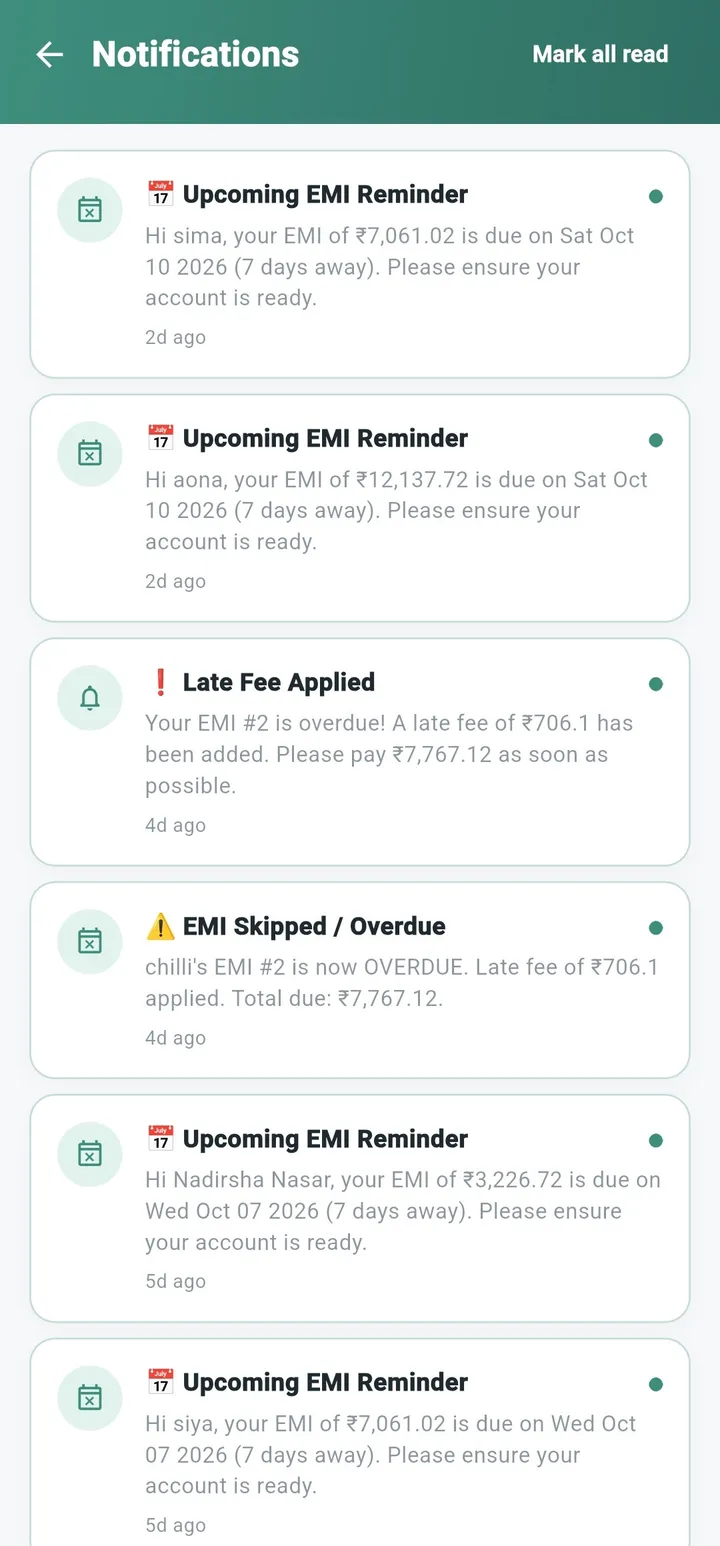 Notifications
Mark all read
📅 Upcoming EMI Reminder
Hi sima, your EMI of ₹7,061.02 is due on Sat Oct
10 2026 (7 days away). Please ensure your
account is ready.
2d ago
📅 Upcoming EMI Reminder
Hi aona, your EMI of ₹12,137.72 is due on Sat Oct
10 2026 (7 days away). Please ensure your
account is ready.
2d ago
❗ Late Fee Applied
Your EMI #2 is overdue! A late fee of ₹706.1 has
been added. Please pay ₹7,767.12 as soon as
possible.
4d ago
⚠️ EMI Skipped / Overdue
chilli's EMI #2 is now OVERDUE. Late fee of ₹706.1
applied. Total due: ₹7,767.12.
4d ago
📅 Upcoming EMI Reminder
Hi Nadirsha Nasar, your EMI of ₹3,226.72 is due on
Wed Oct 07 2026 (7 days away). Please ensure
your account is ready.
5d ago
📅 Upcoming EMI Reminder
Hi siya, your EMI of ₹7,061.02 is due on Wed Oct
07 2026 (7 days away). Please ensure your
account is ready.
5d ago